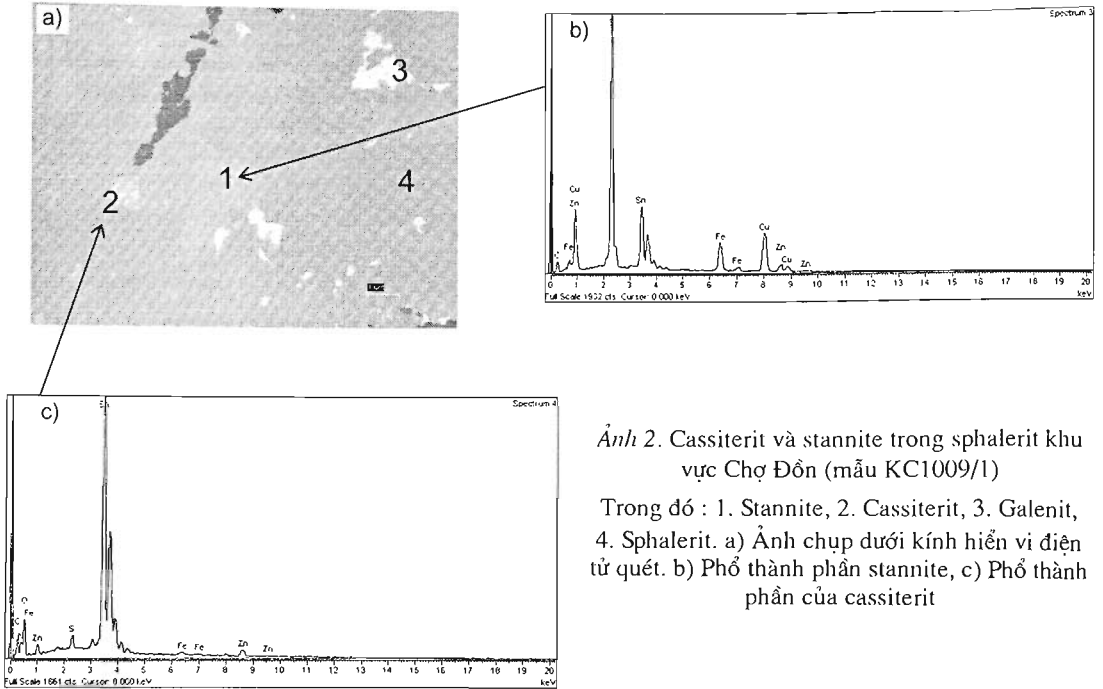 a)
3
1
4
2
b)
Spectrum 3
Cu
Zn
Fe
Sn
Fe
Fe
Cu
Zn
Cu
Zn
0 1 2 3 4 5 6 7 8 9 10 11 12 13 14 15 16 17 18 19 20
Full Scale 1932 cts Cursor: 0.000 keV
keV
c)
Spectrum 4
O
Fe
C
Zn
S
Fe
Fe
Zn
Zn
0 1 2 3 4 5 6 7 8 9 10 11 12 13 14 15 16 17 18 19 20
Full Scale 1661 cts Cursor: 0.000 keV
keV
Ảnh 2. Cassiterit và stannite trong sphalerit khu
vực Chợ Đồn (mẫu KC1009/1)
Trong đó : 1. Stannite, 2. Cassiterit, 3. Galenit,
4. Sphalerit. a) Ảnh chụp dưới kính hiển vi điện
tử quét. b) Phổ thành phần stannite, c) Phổ thành
phần của cassiterit